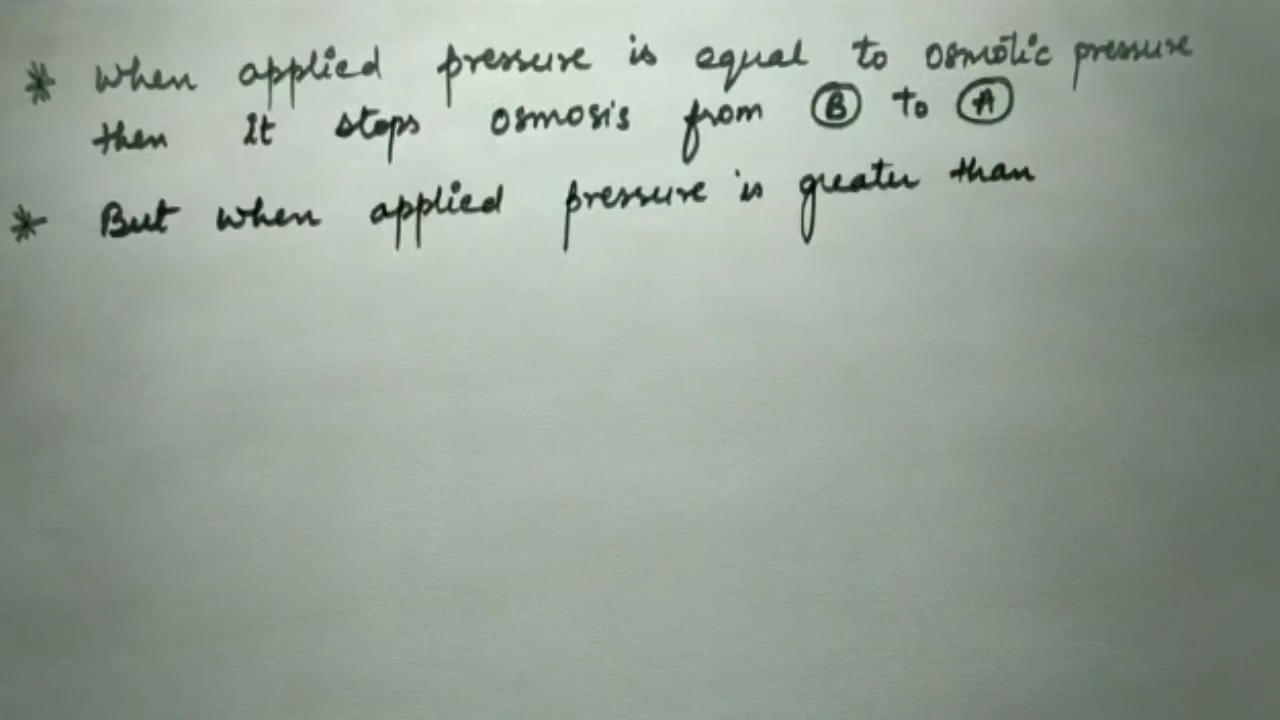 * When applied pressure is equal to osmotic pressure
then It stops osmosis from Ⓑ to Ⓐ
* But when applied pressure is greater than